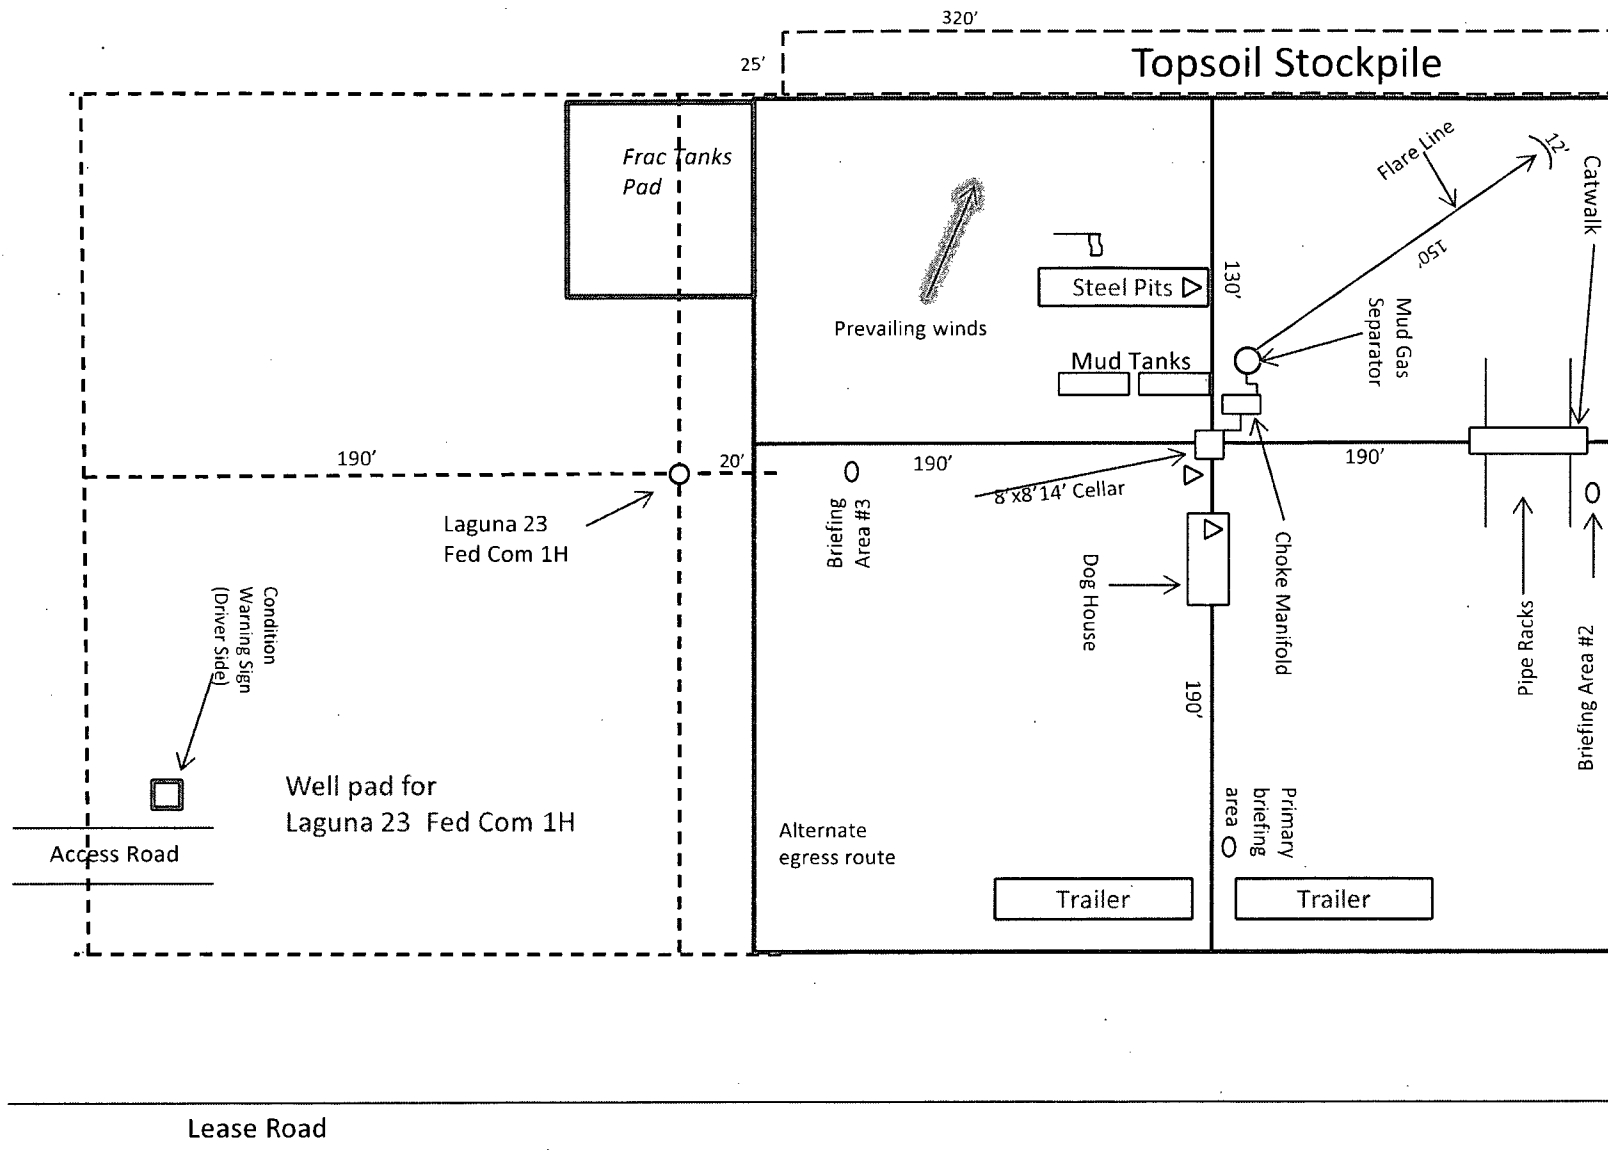 320'
25'
Topsoil Stockpile
Frac Tanks
Pad
Flare Line
12'
Catwalk
150'
Steel Pits
130'
Prevailing winds
Mud Gas
Separator
Mud Tanks
190'
20'
190'
190'
8'x8'14' Cellar
Briefing
Area #3
Laguna 23
Fed Com 1H
Dog House
Choke Manifold
Pipe Racks
Briefing Area #2
Condition
Warning Sign
(Driver Side)
190'
Well pad for
Laguna 23 Fed Com 1H
Primary
briefing
area
Alternate
egress route
Access Road
Trailer
Trailer
Lease Road